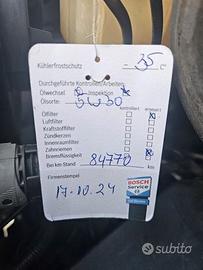 Kühlerfrostschutz - 35 C°
Durchgeführte Kontrollen/Arbeiten:
Ölwechsel Inspektion
Ölsorte: 5W30
kontrolliert erneuert
Ölfilter
Luftfilter
Kraftstofffilter
Zündkerzen
Innenraumfilter
Zahnriemen
Bremsflüssigkeit
Bei km Stand 84770 km
Firmenstempel
17.10.24
BOSCH
Service
subito